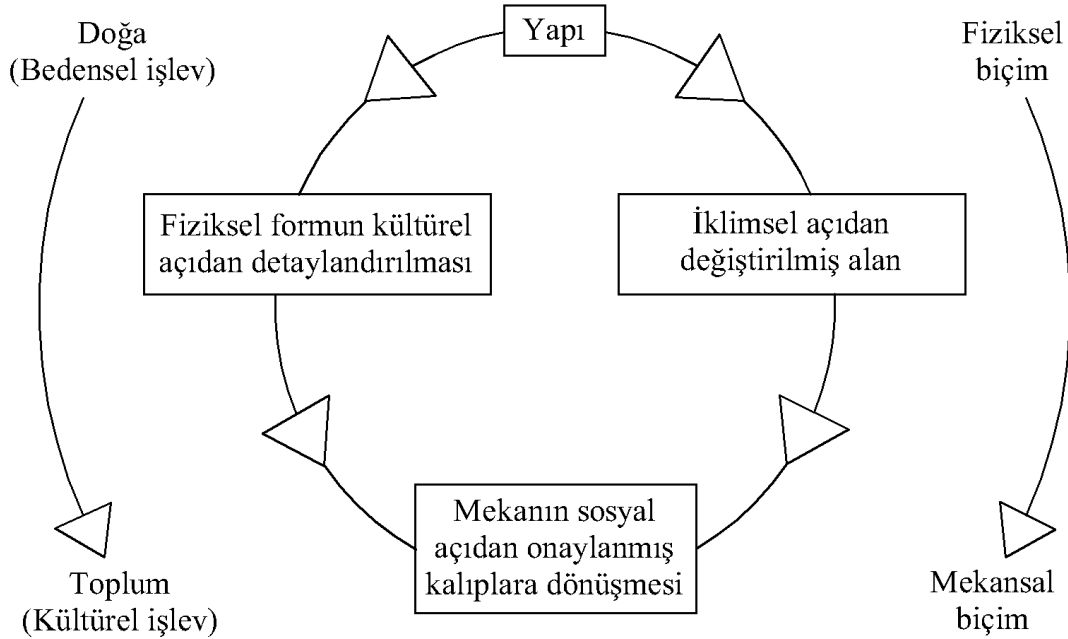 Doğa
(Bedensel işlev)
Yapı
Fiziksel
biçim
Fiziksel formun kültürel
açıdan detaylandırılması
İklimsel açıdan
değiştirilmiş alan
Mekanın sosyal
açıdan onaylanmış
kalıplara dönüşmesi
Toplum
(Kültürel işlev)
Mekansal
biçim